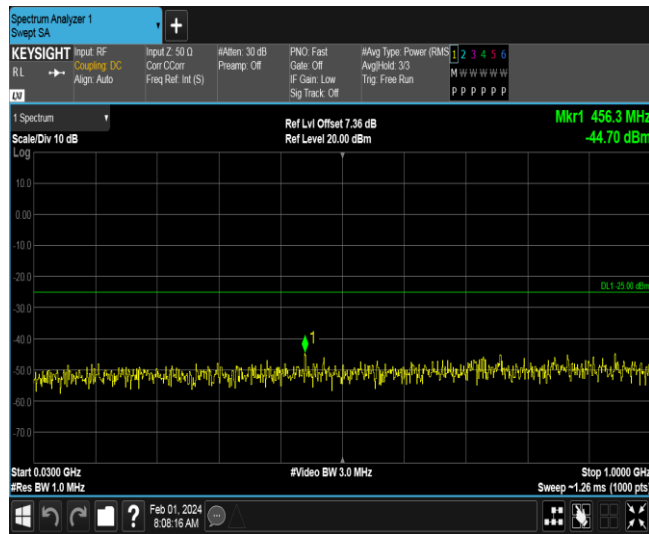 Spectrum Analyzer 1
Swept SA
+
KEYSIGHT
RL
LXI
Input: RF
Coupling: DC
Align: Auto
Input Z: 50 Ω
Corr CCorr
Freq Ref: Int (S)
#Atten: 30 dB
Preamp: Off
PNO: Fast
Gate: Off
IF Gain: Low
Sig Track: Off
#Avg Type: Power (RMS
Avg|Hold: 3/3
Trig: Free Run
1 2 3 4 5 6
M W W W W W
P P P P P P
1 Spectrum
Scale/Div 10 dB
Log
Ref Lvl Offset 7.36 dB
Ref Level 20.00 dBm
Mkr1 456.3 MHz
-44.70 dBm
10.0
0.00
-10.0
-20.0
DL1 -25.00 dBm
-30.0
-40.0
1
-50.0
-60.0
-70.0
Start 0.0300 GHz
#Video BW 3.0 MHz
Stop 1.0000 GHz
#Res BW 1.0 MHz
Sweep ~1.26 ms (1000 pts)
?
Feb 01, 2024
8:08:16 AM